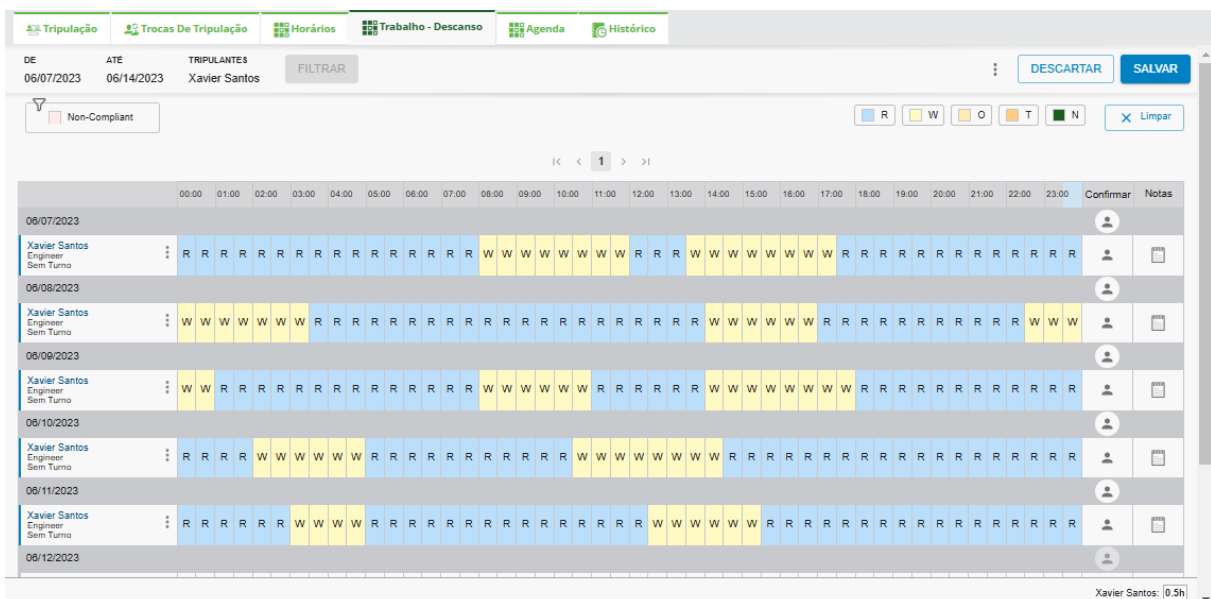 Tripulação Trocas De Tripulação Horários Trabalho - Descanso Agenda Histórico
DE ATÉ TRIPULANTES
06/07/2023 06/14/2023 Xavier Santos FILTRAR DESCARTAR SALVAR
Non-Compliant R W O T N Limpar
1
00:00 01:00 02:00 03:00 04:00 05:00 06:00 07:00 08:00 09:00 10:00 11:00 12:00 13:00 14:00 15:00 16:00 17:00 18:00 19:00 20:00 21:00 22:00 23:00 Confirmar Notas
06/07/2023
Xavier Santos
Engineer
Sem Turno
R R R R R R R R R R R R R R R R W W W W W W W W R R R W W W W W W W W R R R R R R R R R R R R R
06/08/2023
Xavier Santos
Engineer
Sem Turno
W W W W W W W R R R R R R R R R R R R R R R R R R R R R W W W W W W R R R R R R R R R R R W W W
06/09/2023
Xavier Santos
Engineer
Sem Turno
W W R R R R R R R R R R R R R R W W W W W W R R R R R R W W W W W W W W R R R R R R R R R R R R
06/10/2023
Xavier Santos
Engineer
Sem Turno
R R R R W W W W W W R R R R R R R R R R R W W W W W W W W R R R R R R R R R R R R R R R R R R R
06/11/2023
Xavier Santos
Engineer
Sem Turno
R R R R R R W W W W R R R R R R R R R R R R R R R W W W W W W R R R R R R R R R R R R R R R R R
06/12/2023
Xavier Santos: 0.5h